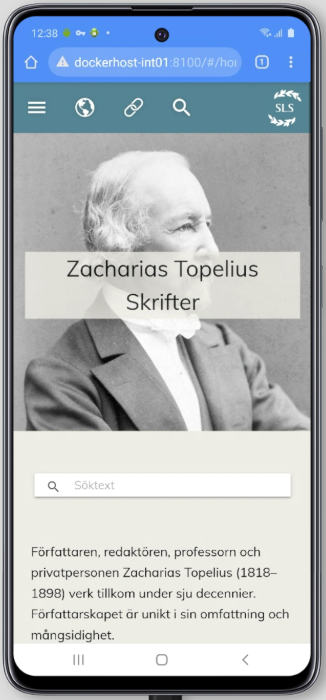 12:38
dockerhost-int01:8100/#/ho
1
SLS
Zacharias Topelius
Skrifter
Söktext
Författaren, redaktören, professorn och
privatpersonen Zacharias Topelius (1818–
1898) verk tillkom under sju decennier.
Författarskapet är unikt i sin omfattning och
mångsidighet.